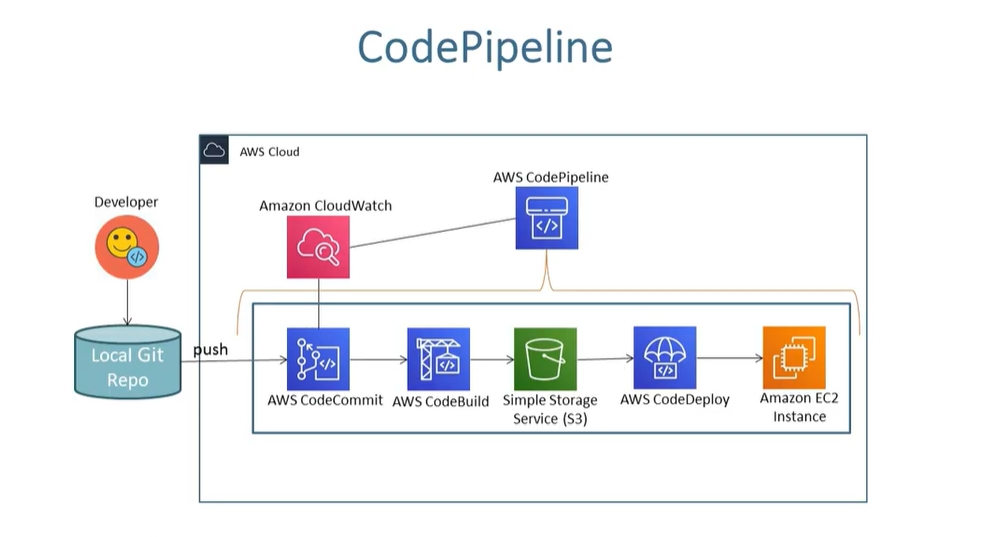 CodePipeline
AWS Cloud
AWS CodePipeline
Developer
Amazon CloudWatch
push
Local Git
Repo
AWS CodeCommit
AWS CodeBuild
Simple Storage
Service (S3)
AWS CodeDeploy
Amazon EC2
Instance